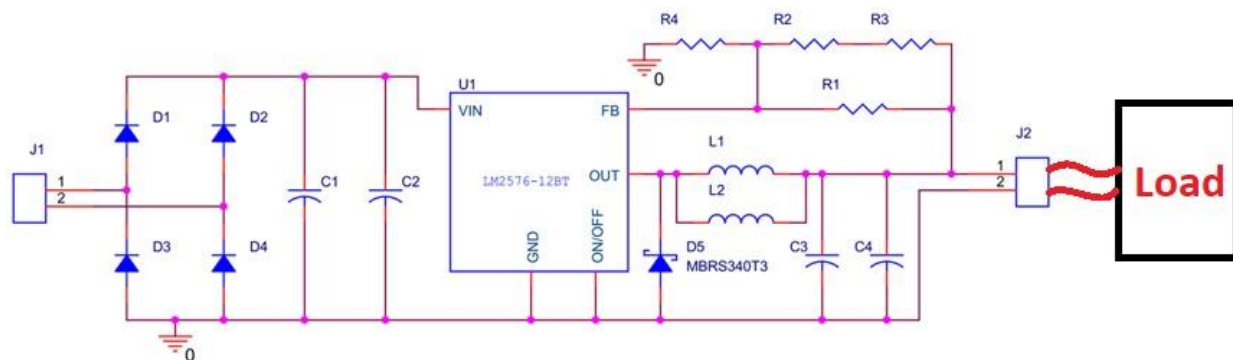 R4
R2
R3
0
U1
R1
D1
D2
VIN
FB
J1
L1
J2
1
2
C1
C2
LM2576-12BT
OUT
L2
1
2
Load
D3
D4
GND
ON/OFF
D5
MBRS340T3
C3
C4
0